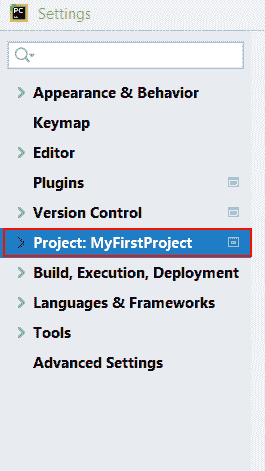 PC
Settings
Appearance & Behavior
Keymap
Editor
Plugins
Version Control
Project: MyFirstProject
Build, Execution, Deployment
Languages & Frameworks
Tools
Advanced Settings